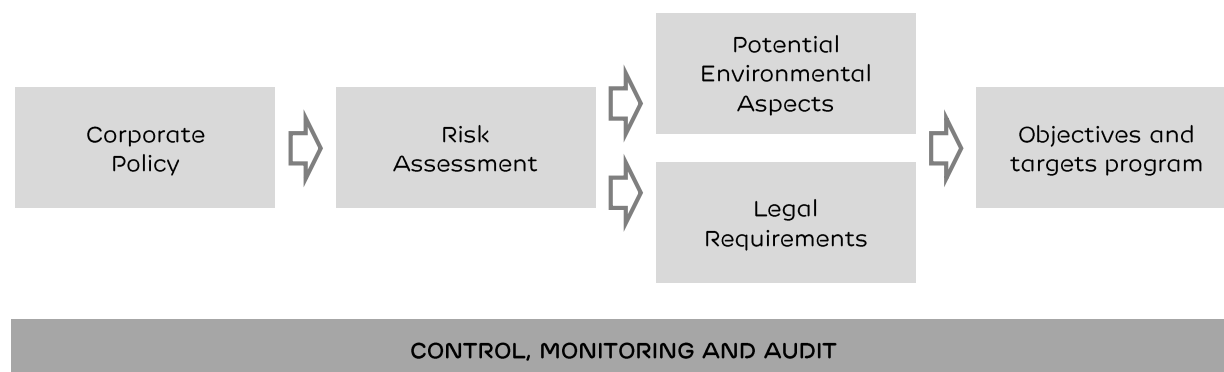 Corporate
Policy
Risk
Assessment
Potential
Environmental
Aspects
Legal
Requirements
Objectives and
targets program
CONTROL, MONITORING AND AUDIT